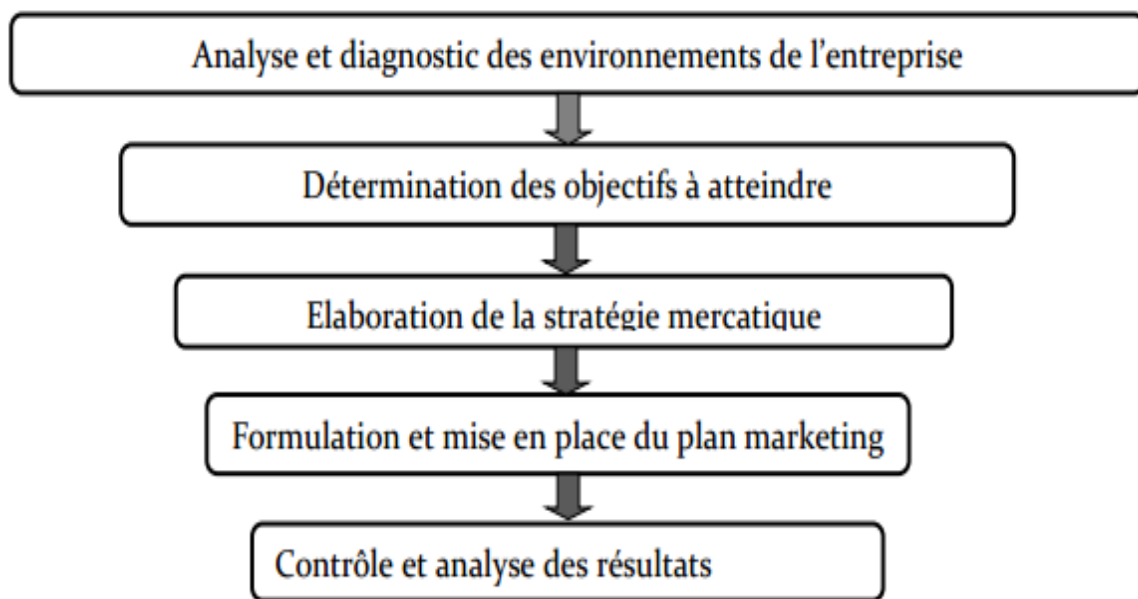 Analyse et diagnostic des environnements de l’entreprise
Détermination des objectifs à atteindre
Elaboration de la stratégie mercatique
Formulation et mise en place du plan marketing
Contrôle et analyse des résultats